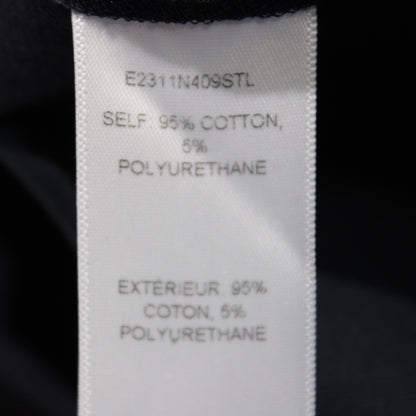 E2311N409STL
SELF 95% COTTON,
5%
POLYURETHANE
EXTÉRIEUR. 95%
COTON, 5%
POLYURETHANE